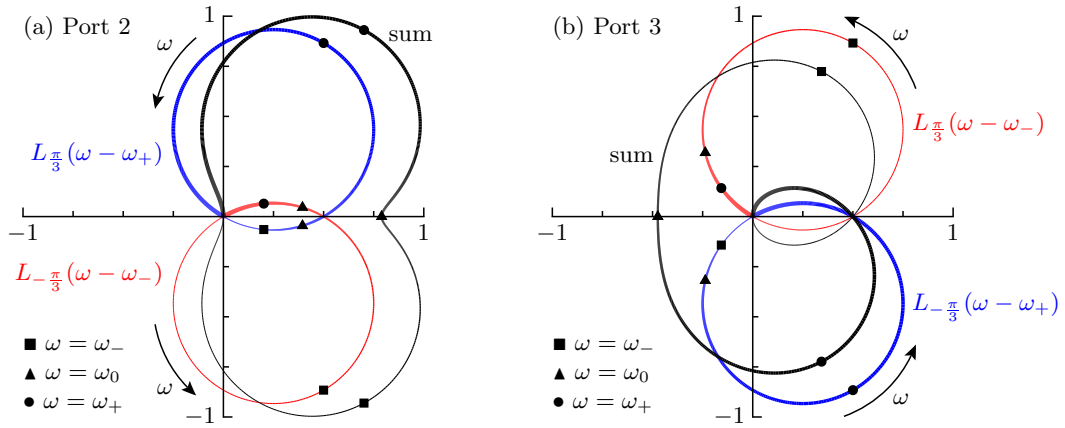 (a) Port 2
1
ω
sum
L_{π/3}(ω − ω_+)
−1
1
L_{−π/3}(ω − ω_−)
■ ω = ω_−
▲ ω = ω_0
● ω = ω_+
ω
−1
(b) Port 3
1
ω
L_{π/3}(ω − ω_−)
sum
−1
1
L_{−π/3}(ω − ω_+)
■ ω = ω_−
▲ ω = ω_0
● ω = ω_+
ω
−1